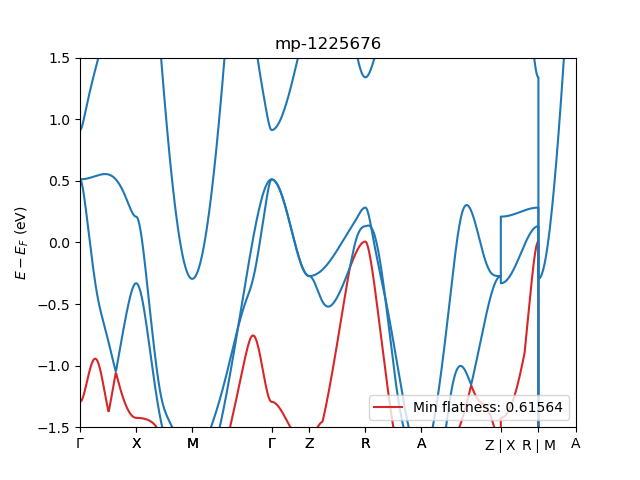 mp-1225676
E − E_F (eV)
1.5
1.0
0.5
0.0
−0.5
−1.0
−1.5
Min flatness: 0.61564
Γ X M Γ Z R A Z | X R | M A